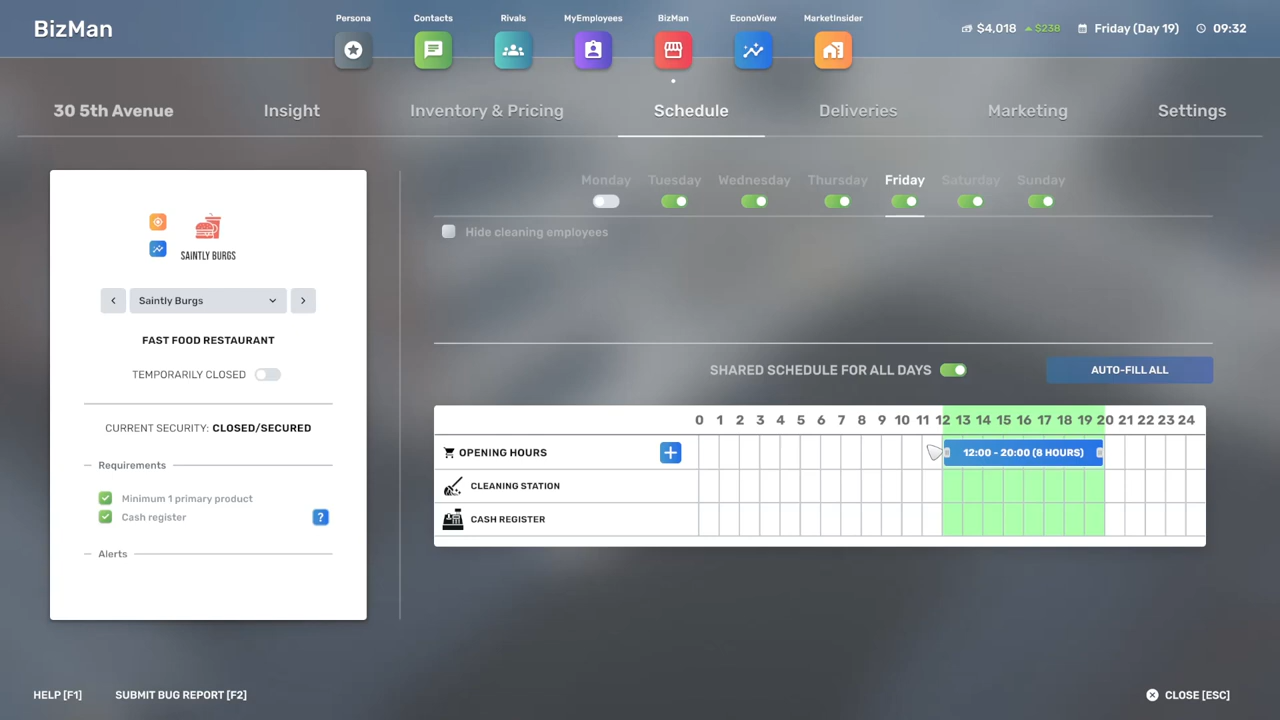 BizMan
Persona
Contacts
Rivals
MyEmployees
BizMan
EconoView
MarketInsider
$4,018
$238
Friday (Day 19)
09:32
30 5th Avenue
Insight
Inventory & Pricing
Schedule
Deliveries
Marketing
Settings
SAINTLY BURGS
Saintly Burgs
FAST FOOD RESTAURANT
TEMPORARILY CLOSED
CURRENT SECURITY: CLOSED/SECURED
Requirements
Minimum 1 primary product
Cash register
?
Alerts
Monday
Tuesday
Wednesday
Thursday
Friday
Saturday
Sunday
Hide cleaning employees
SHARED SCHEDULE FOR ALL DAYS
AUTO-FILL ALL
0 1 2 3 4 5 6 7 8 9 10 11 12 13 14 15 16 17 18 19 20 21 22 23 24
OPENING HOURS
12:00 - 20:00 (8 HOURS)
CLEANING STATION
CASH REGISTER
HELP [F1]
SUBMIT BUG REPORT [F2]
CLOSE [ESC]